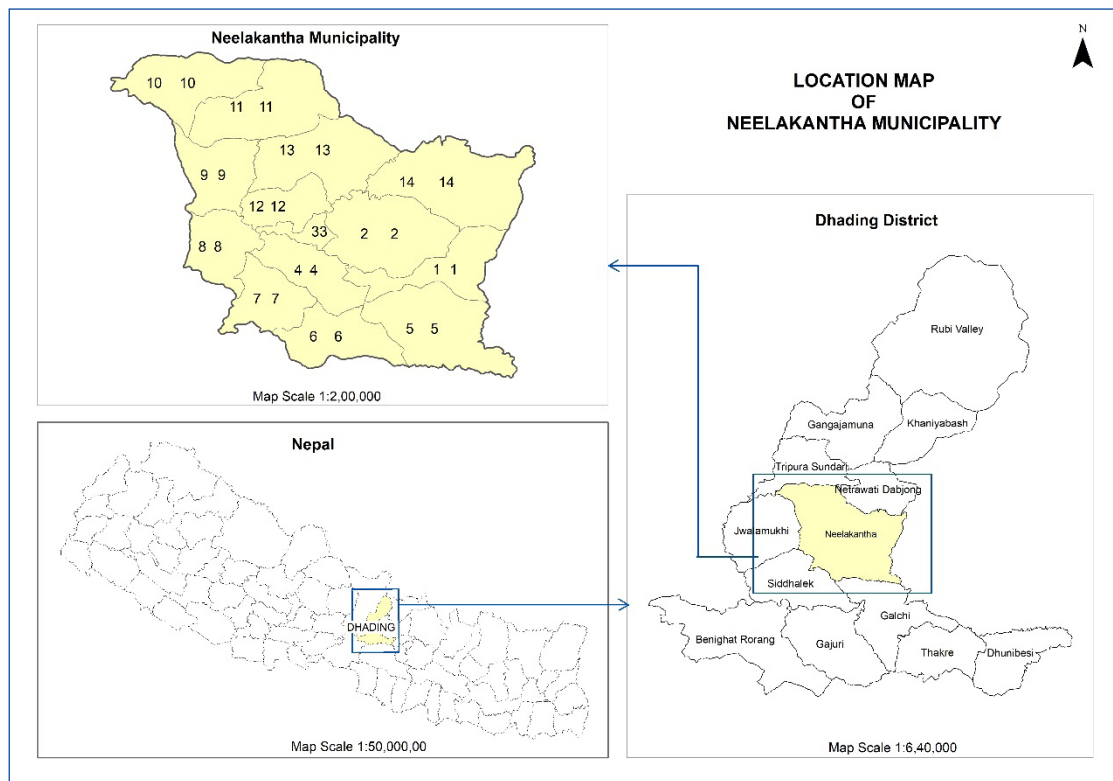 Neelakantha Municipality
10 10
11 11
13 13
14 14
9 9
12 12
33
2 2
8 8
4 4
1 1
7 7
5 5
6 6
Map Scale 1:2,00,000
N
LOCATION MAP
OF
NEELAKANTHA MUNICIPALITY
Nepal
DHADING
Map Scale 1:50,000,00
Dhading District
Rubi Valley
Gangajamuna
Khaniyabash
Tripura Sundari
Netrawati Dabjong
Jwalamukhi
Neelakantha
Siddhalek
Galchi
Benighat Rorang
Gajuri
Thakre
Dhunibesi
Map Scale 1:6,40,000